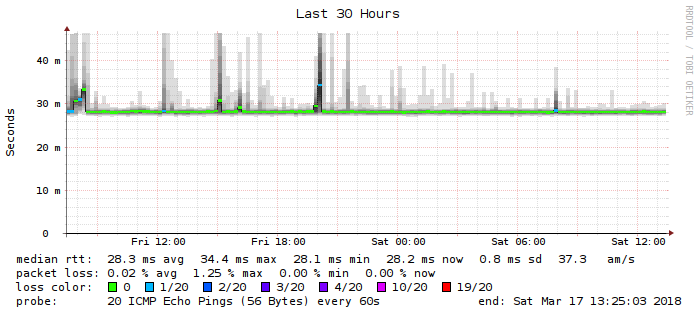 Last 30 Hours
RRDTOOL / TOBI OETIKER
Seconds
40 m
30 m
20 m
10 m
0
Fri 12:00 Fri 18:00 Sat 00:00 Sat 06:00 Sat 12:00
median rtt: 28.3 ms avg 34.4 ms max 28.1 ms min 28.2 ms now 0.8 ms sd 37.3 am/s
packet loss: 0.02 % avg 1.25 % max 0.00 % min 0.00 % now
loss color: 0 1/20 2/20 3/20 4/20 10/20 19/20
probe: 20 ICMP Echo Pings (56 Bytes) every 60s end: Sat Mar 17 13:25:03 2018